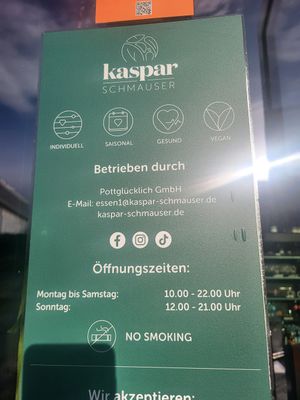 kaspar
SCHMAUSER
INDIVIDUELL SAISONAL GESUND VEGAN
Betrieben durch
Pottglücklich GmbH
E-Mail: essen1@kaspar-schmauser.de
kaspar-schmauser.de
Öffnungszeiten:
Montag bis Samstag: 10.00 - 22.00 Uhr
Sonntag: 12.00 - 21.00 Uhr
NO SMOKING
Wir akzeptieren: